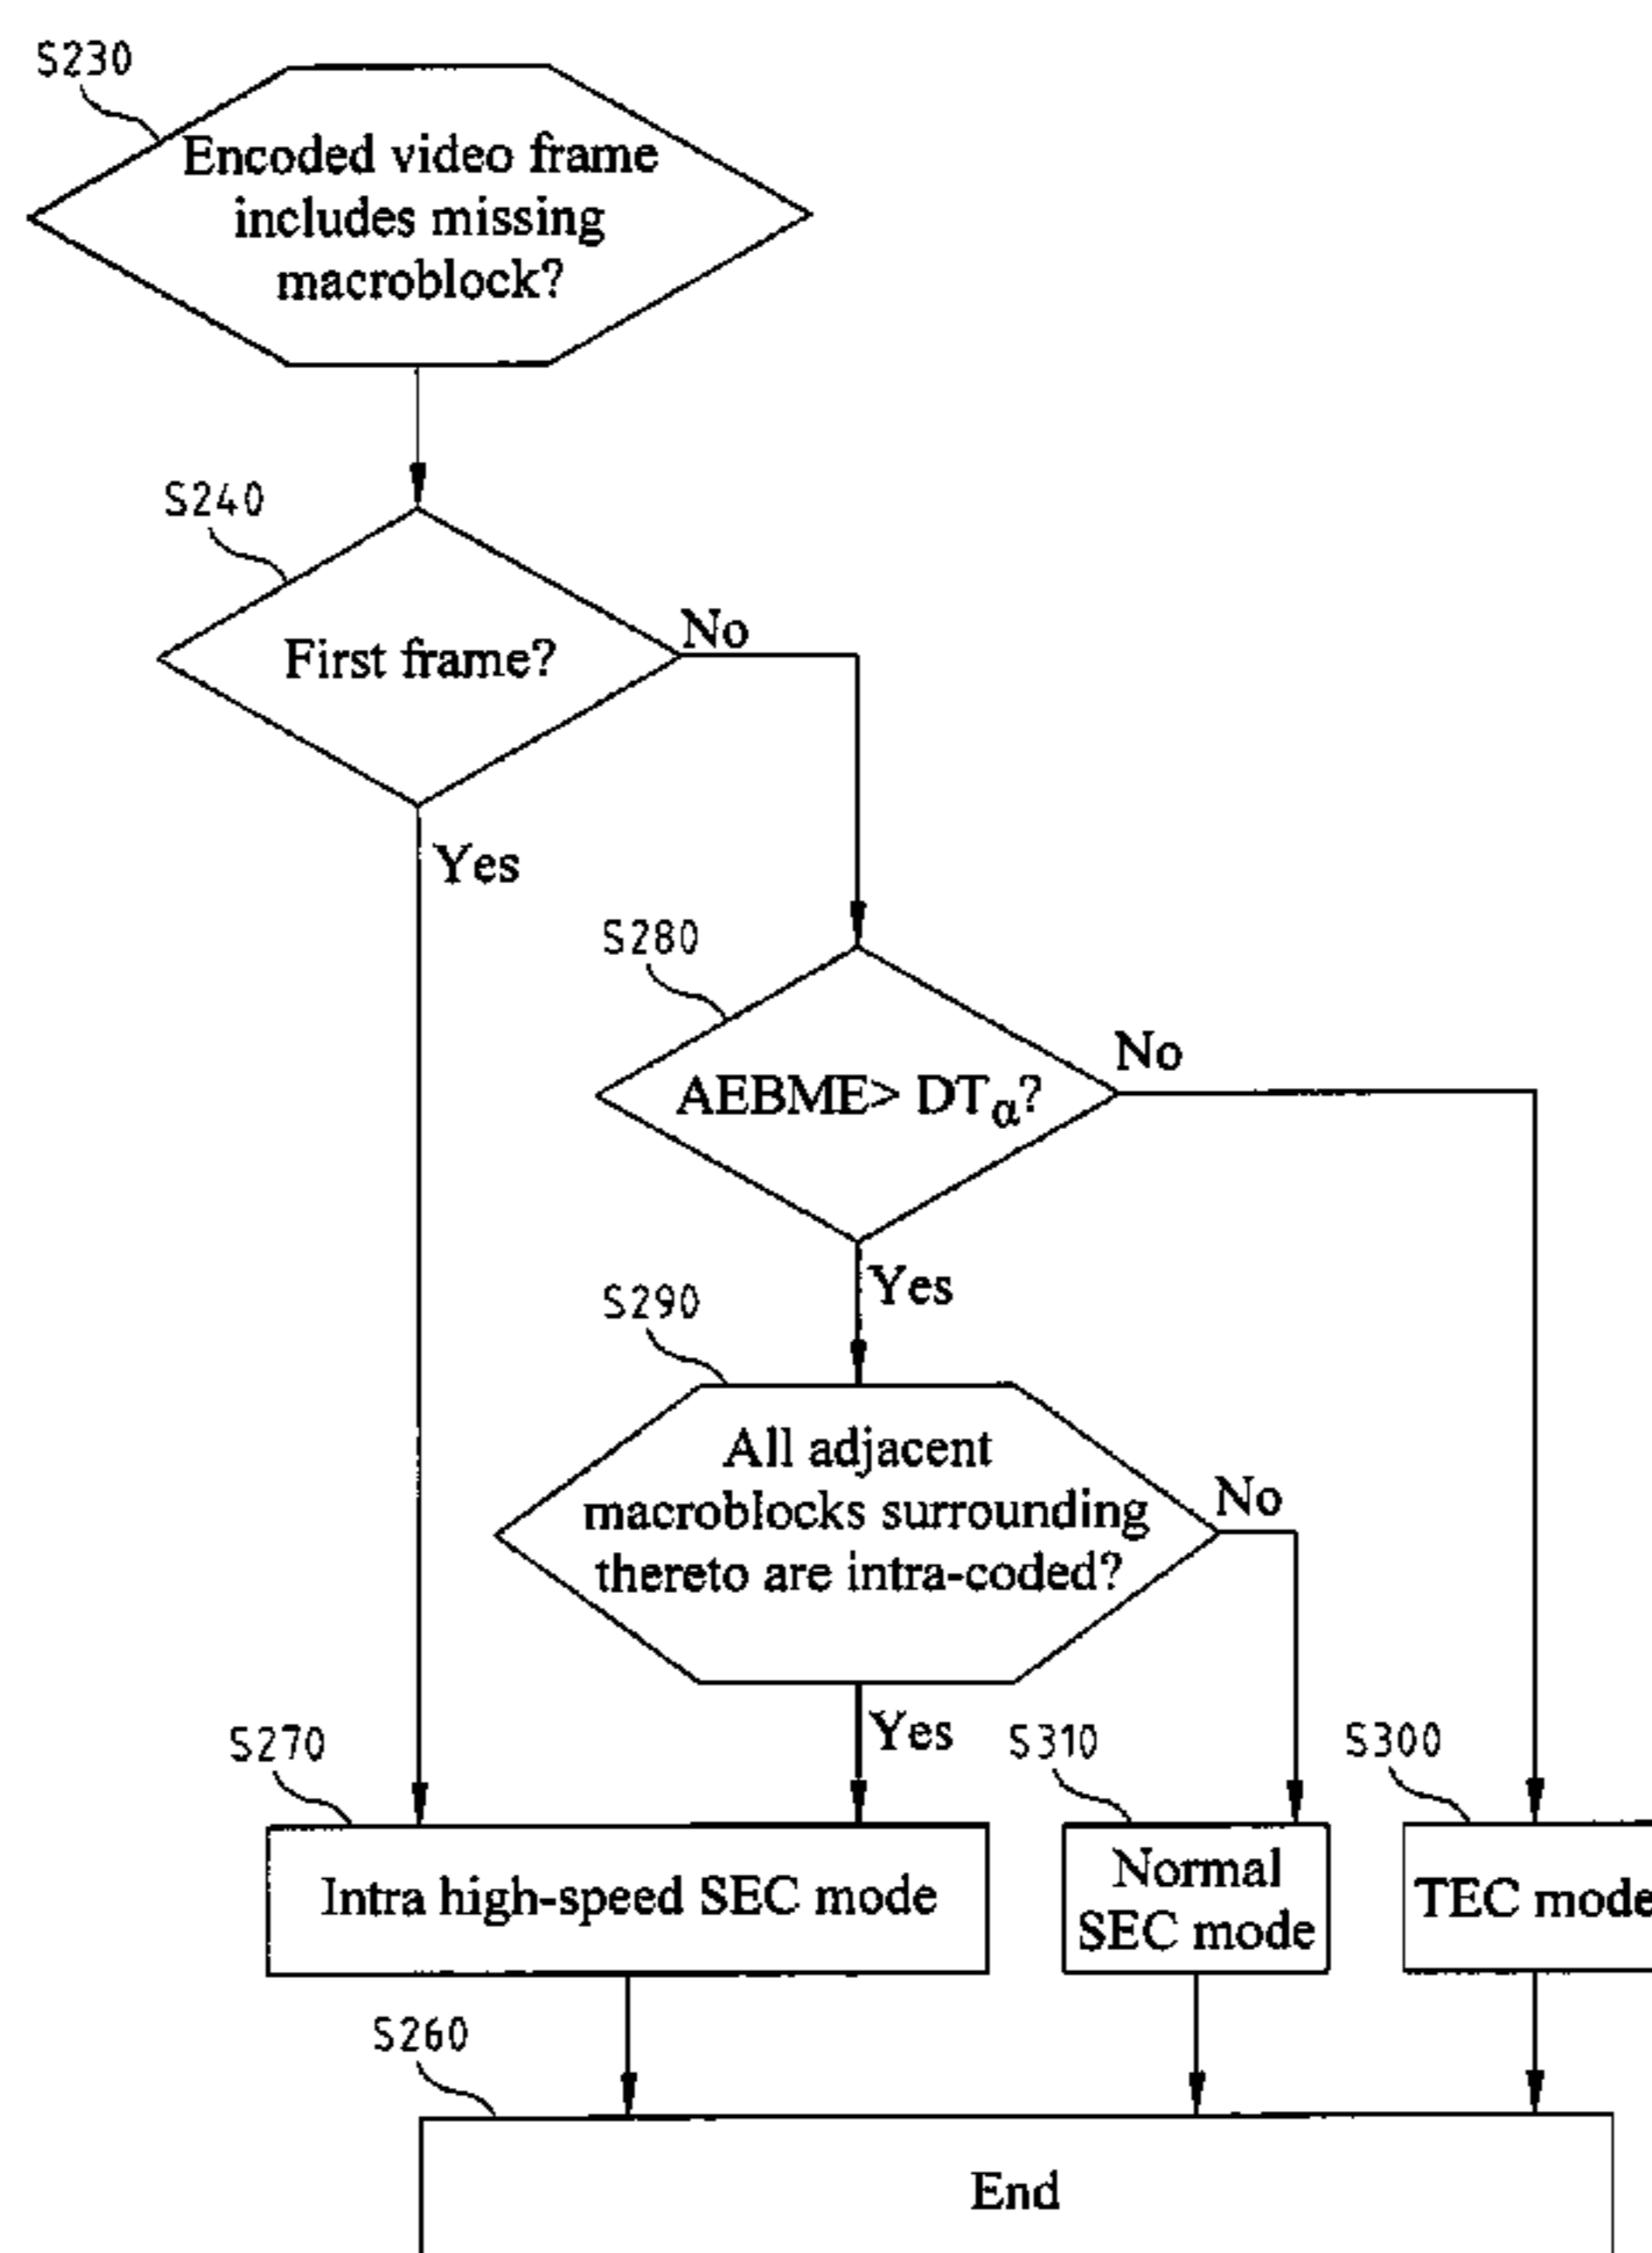 S230
Encoded video frame
includes missing
macroblock?
S240
First frame?
No
Yes
S280
AEBME> DTα?
No
Yes
S290
All adjacent
macroblocks surrounding
thereto are intra-coded?
No
Yes
S270
Intra high-speed SEC mode
S310
Normal
SEC mode
S300
TEC mode
S260
End